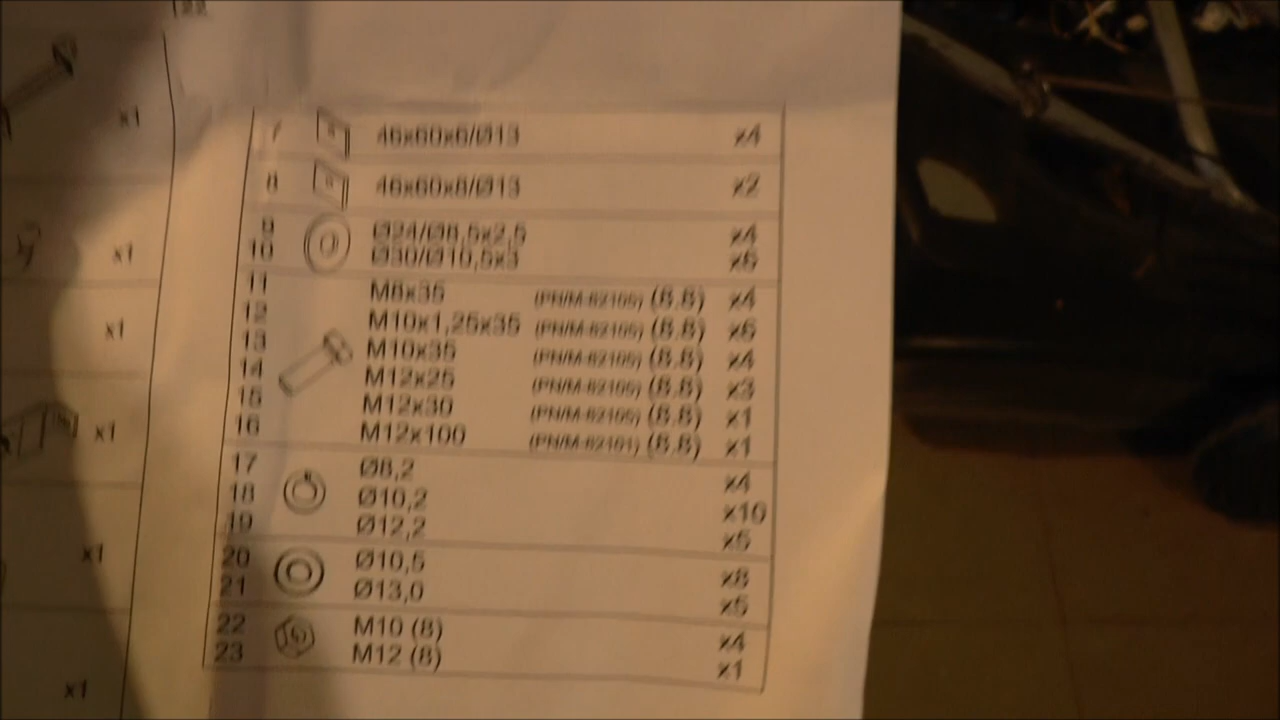 x1
x1
x1
x1
x1
x1
7 46x60x6/Ø13 x4
8 46x60x8/Ø13 x2
9 Ø24/Ø8,5x2,5 x4
10 Ø30/Ø10,5x3 x6
11 M8x35 (PN/M-82105) (8.8) x4
12 M10x1,25x35 (PN/M-82105) (8.8) x6
13 M10x35 (PN/M-82105) (8.8) x4
14 M12x25 (PN/M-82105) (8.8) x3
15 M12x30 (PN/M-82105) (8.8) x1
16 M12x100 (PN/M-82101) (8.8) x1
17 Ø8,2 x4
18 Ø10,2 x10
19 Ø12,2 x5
20 Ø10,5 x8
21 Ø13,0 x5
22 M10 (8) x4
23 M12 (8) x1